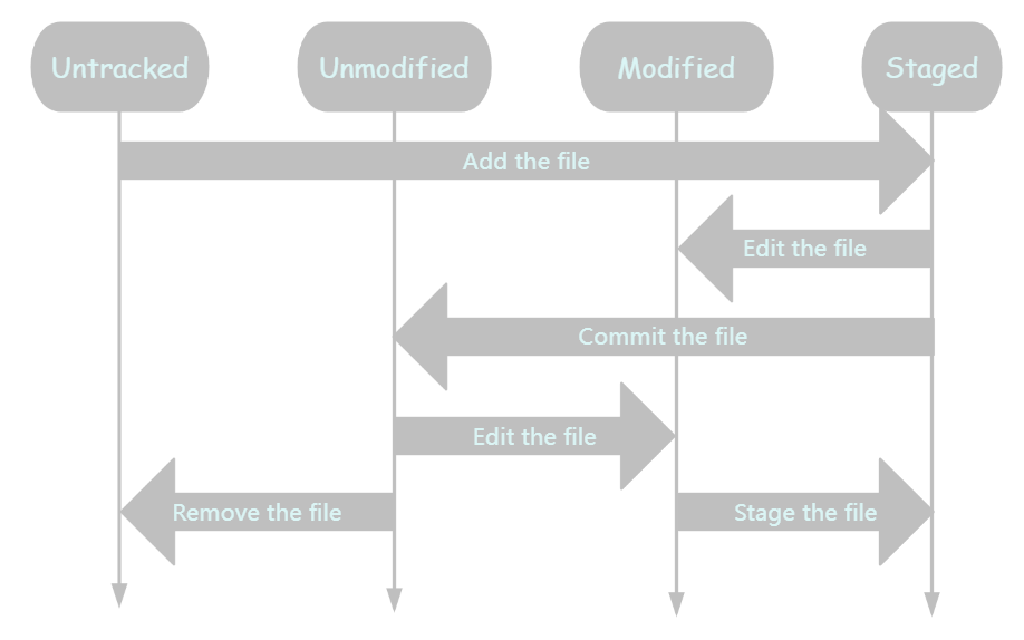 Untracked
Unmodified
Modified
Staged
Add the file
Edit the file
Commit the file
Edit the file
Remove the file
Stage the file